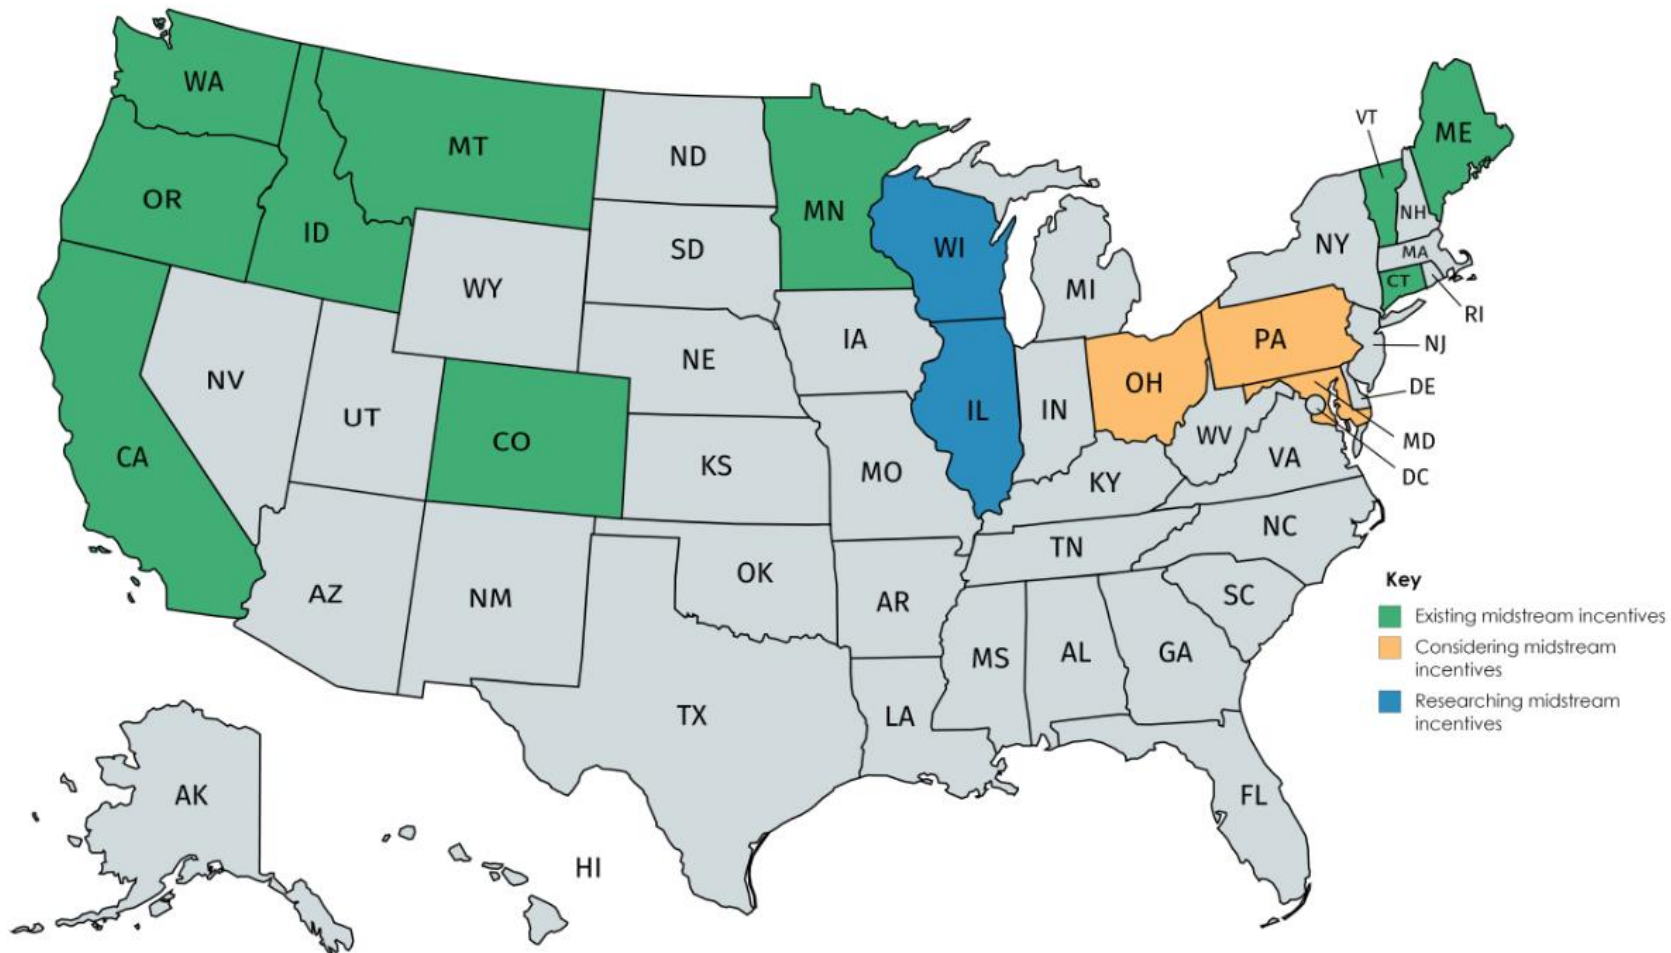 WA
MT
ND
VT
ME
OR
ID
MN
WI
NH
NY
MA
SD
WY
MI
CT
RI
IA
PA
NJ
NE
NV
OH
DE
UT
CO
IL
IN
WV
MD
CA
KS
MO
VA
DC
KY
NC
TN
OK
Key
AZ
NM
AR
SC
Existing midstream incentives
MS
AL
GA
Considering midstream
incentives
TX
LA
Researching midstream
incentives
AK
FL
HI